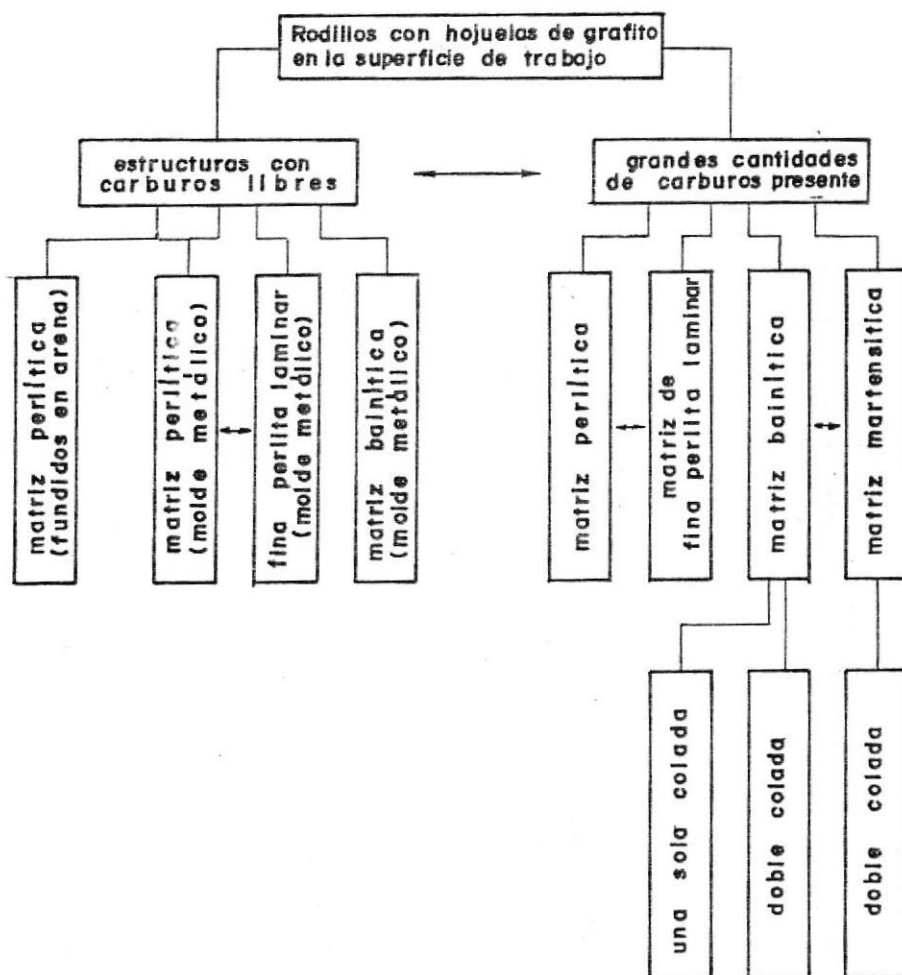 Rodillos con hojuelas de grafito
en la superficie de trabajo
estructuras con
carburos libres
grandes cantidades
de carburos presente
matriz perlítica
(fundidos en arena)
matriz perlítica
(molde metálico)
fina perlita laminar
(molde metálico)
matriz bainítica
(molde metálico)
matriz perlítica
matriz de
fina perlita laminar
matriz bainítica
matriz martensítica
una sola colada
doble colada
doble colada